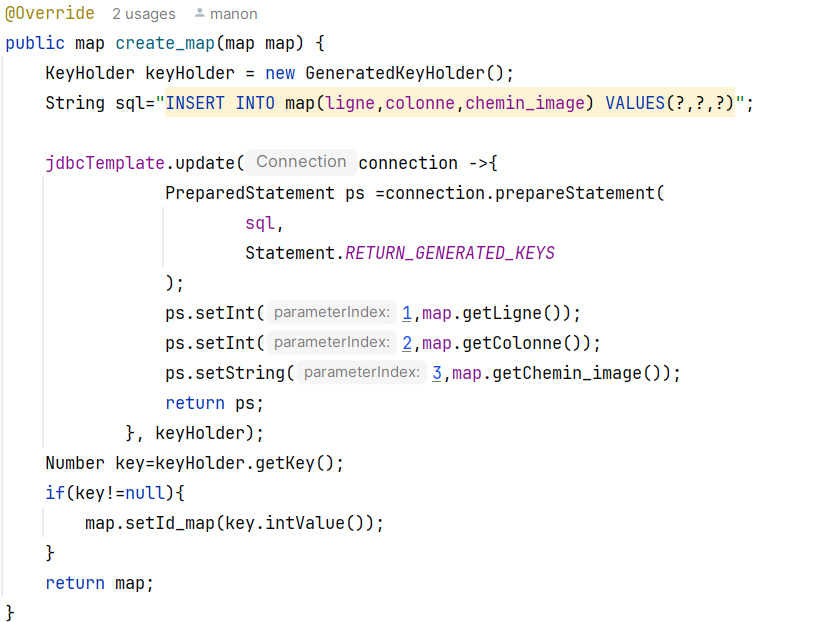 @Override 2 usages manon
public map create_map(map map) {
KeyHolder keyHolder = new GeneratedKeyHolder();
String sql="INSERT INTO map(ligne,colonne,chemin_image) VALUES(?,?,?)";
jdbcTemplate.update( Connection connection ->{
PreparedStatement ps =connection.prepareStatement(
sql,
Statement.RETURN_GENERATED_KEYS
);
ps.setInt( parameterIndex: 1,map.getLigne());
ps.setInt( parameterIndex: 2,map.getColonne());
ps.setString( parameterIndex: 3,map.getChemin_image());
return ps;
}, keyHolder);
Number key=keyHolder.getKey();
if(key!=null){
map.setId_map(key.intValue());
}
return map;
}